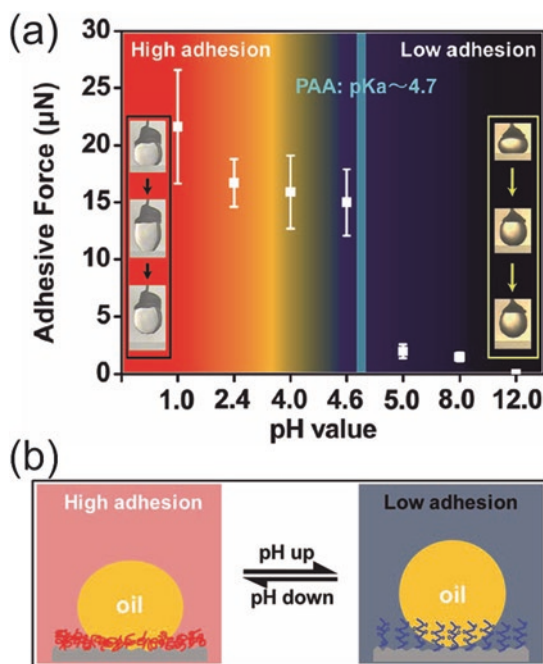 (a)
30
25
20
15
10
5
0
Adhesive Force (μN)
High adhesion
Low adhesion
PAA: pKa～4.7
1.0 2.4 4.0 4.6 5.0 8.0 12.0
pH value
(b)
High adhesion
Low adhesion
oil
pH up
pH down
oil